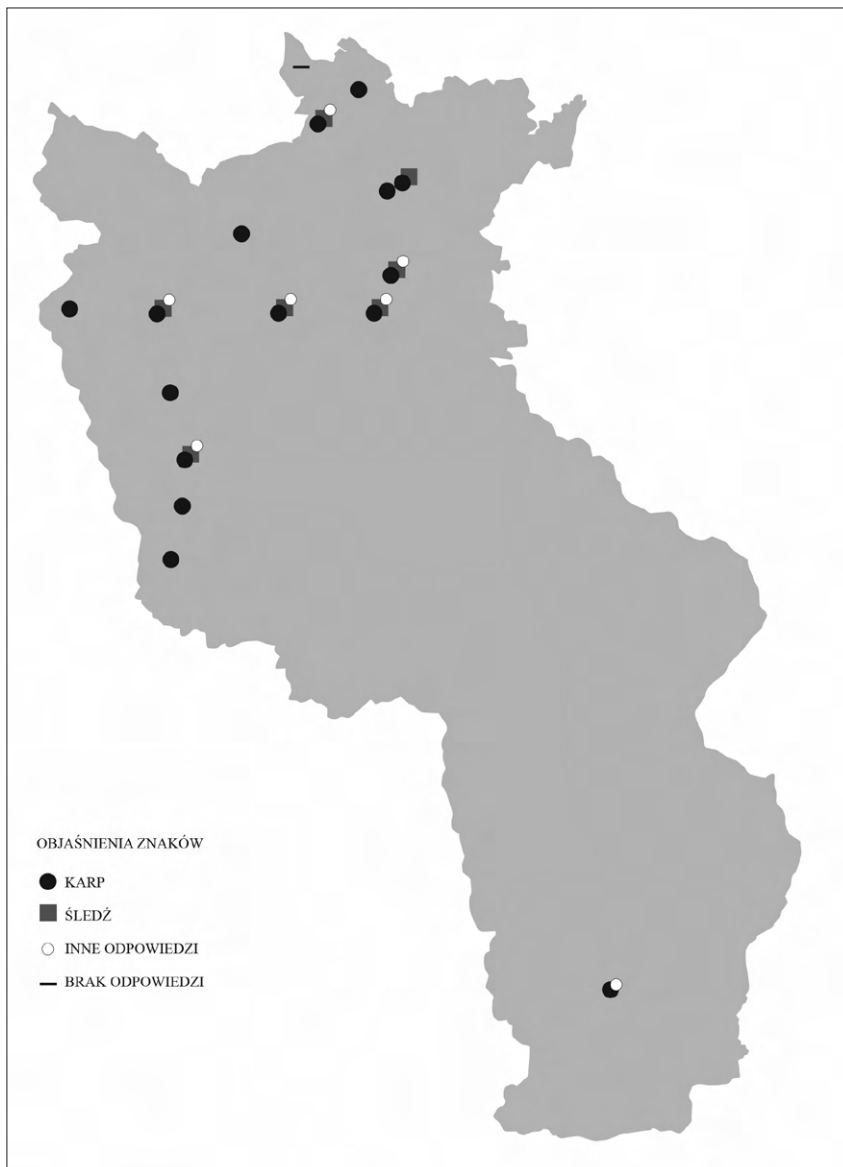 OBJAŚNIENIA ZNAKÓW
KARP
ŚLEDŹ
INNE ODPOWIEDZI
BRAK ODPOWIEDZI